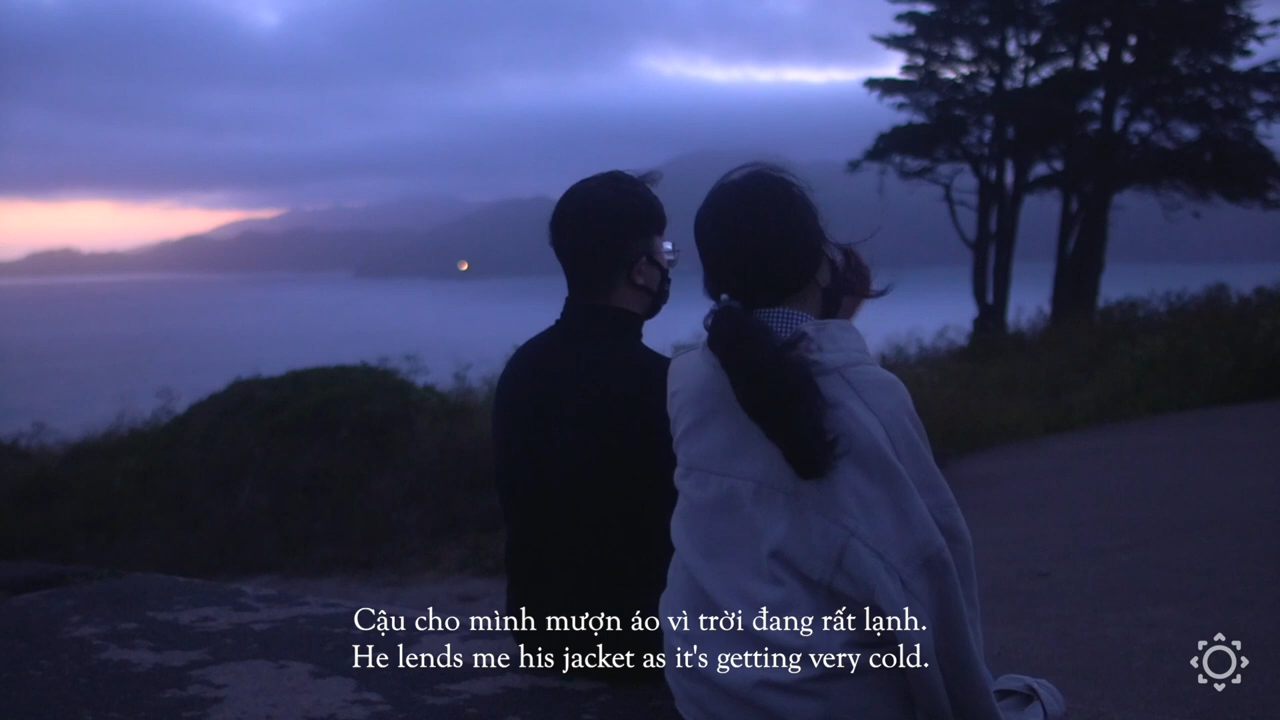 Cậu cho mình mượn áo vì trời đang rất lạnh.
He lends me his jacket as it's getting very cold.